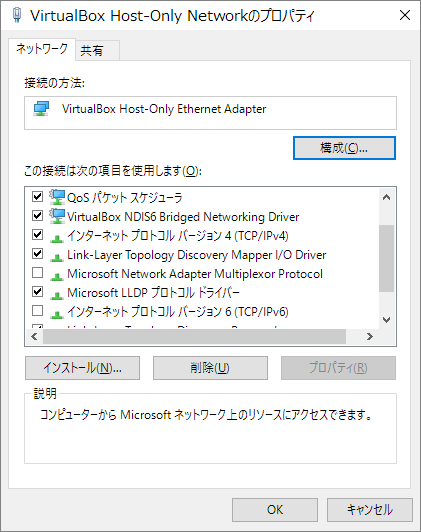 VirtualBox Host-Only Networkのプロパティ
ネットワーク 共有
接続の方法:
VirtualBox Host-Only Ethernet Adapter
構成(C)...
この接続は次の項目を使用します(O):
QoS パケット スケジューラ
VirtualBox NDIS6 Bridged Networking Driver
インターネット プロトコル バージョン 4 (TCP/IPv4)
Link-Layer Topology Discovery Mapper I/O Driver
Microsoft Network Adapter Multiplexor Protocol
Microsoft LLDP プロトコル ドライバー
インターネット プロトコル バージョン 6 (TCP/IPv6)
インストール(N)... 削除(U) プロパティ(R)
説明
コンピューターから Microsoft ネットワーク上のリソースにアクセスできます。
OK キャンセル